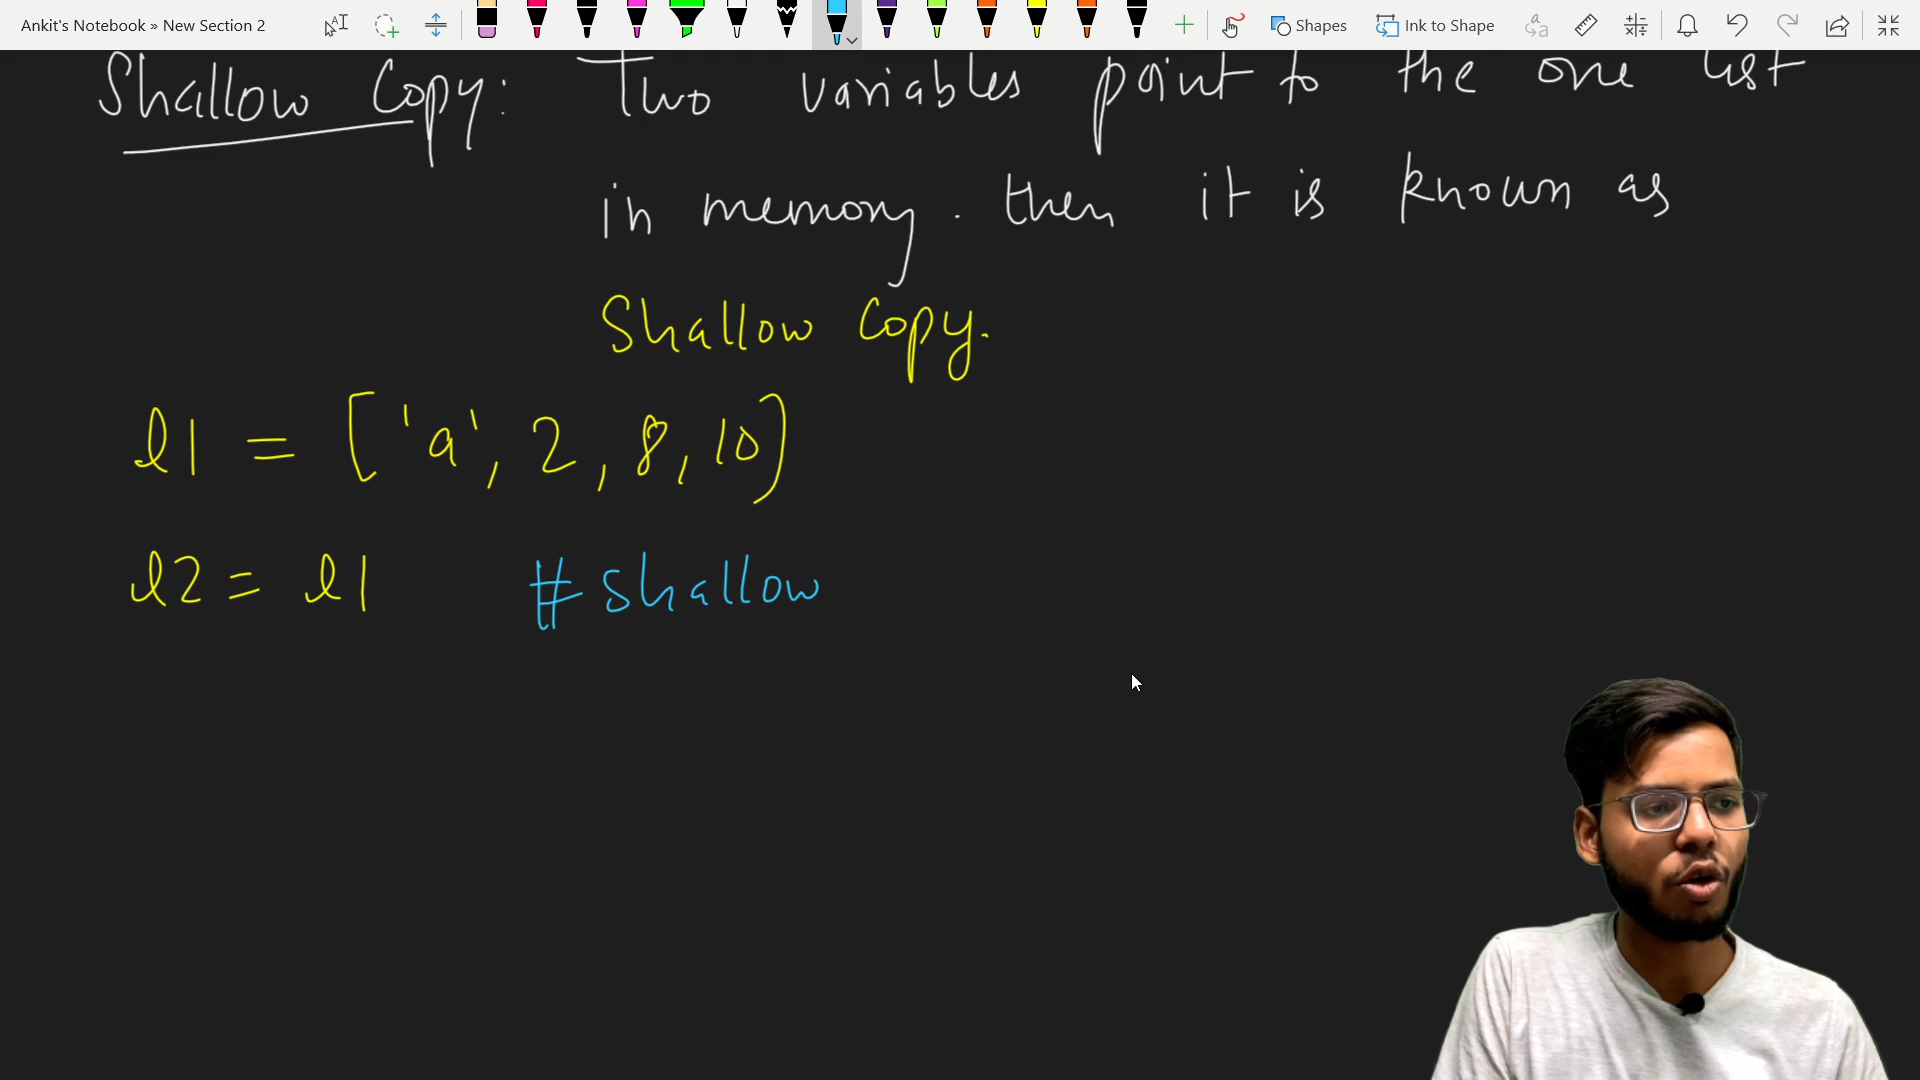 Ankit's Notebook » New Section 2
Shapes
Ink to Shape
Shallow Copy: Two variables point to the one list
in memory. then it is known as
Shallow Copy.
l1 = ['a', 2, 8, 10]
l2 = l1 # Shallow